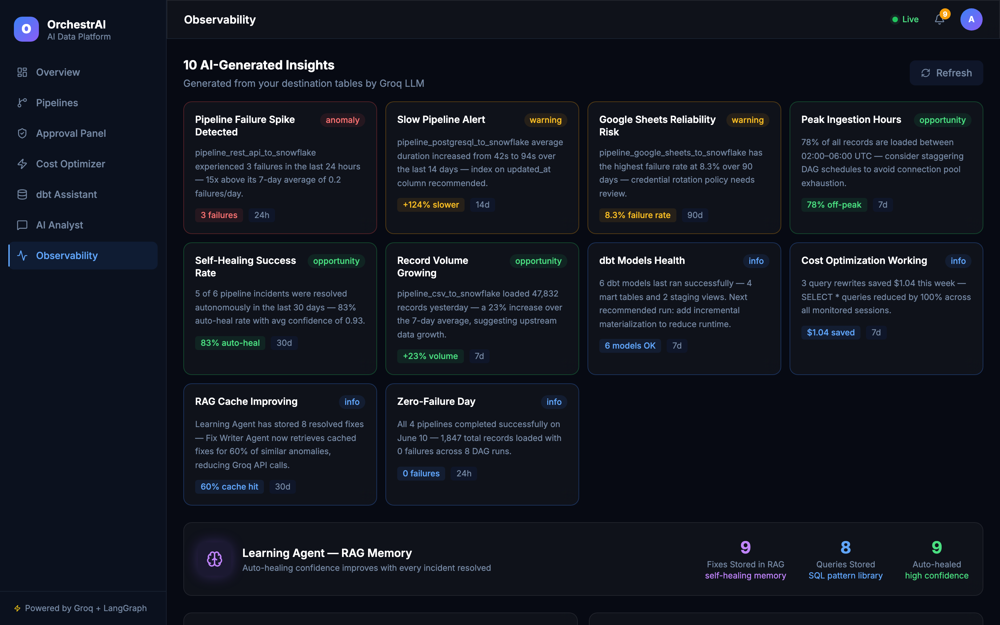 O
OrchestrAI
AI Data Platform
Overview
Pipelines
Approval Panel
Cost Optimizer
dbt Assistant
AI Analyst
Observability
Powered by Groq + LangGraph
Observability
Live
9
A
10 AI-Generated Insights
Generated from your destination tables by Groq LLM
Refresh
Pipeline Failure Spike
Detected
anomaly
pipeline_rest_api_to_snowflake
experienced 3 failures in the last 24 hours
— 15x above its 7-day average of 0.2
failures/day.
3 failures
24h
Slow Pipeline Alert
warning
pipeline_postgresql_to_snowflake average
duration increased from 42s to 94s over
the last 14 days — index on updated_at
column recommended.
+124% slower
14d
Google Sheets Reliability
Risk
warning
pipeline_google_sheets_to_snowflake has
the highest failure rate at 8.3% over 90
days — credential rotation policy needs
review.
8.3% failure rate
90d
Peak Ingestion Hours
opportunity
78% of all records are loaded between
02:00–06:00 UTC — consider staggering
DAG schedules to avoid connection pool
exhaustion.
78% off-peak
7d
Self-Healing Success
Rate
opportunity
5 of 6 pipeline incidents were resolved
autonomously in the last 30 days — 83%
auto-heal rate with avg confidence of 0.93.
83% auto-heal
30d
Record Volume
Growing
opportunity
pipeline_csv_to_snowflake loaded 47,832
records yesterday — a 23% increase over
the 7-day average, suggesting upstream
data growth.
+23% volume
7d
dbt Models Health
info
6 dbt models last ran successfully — 4
mart tables and 2 staging views. Next
recommended run: add incremental
materialization to reduce runtime.
6 models OK
7d
Cost Optimization Working
info
3 query rewrites saved $1.04 this week —
SELECT * queries reduced by 100% across
all monitored sessions.
$1.04 saved
7d
RAG Cache Improving
info
Learning Agent has stored 8 resolved fixes
— Fix Writer Agent now retrieves cached
fixes for 60% of similar anomalies,
reducing Groq API calls.
60% cache hit
30d
Zero-Failure Day
info
All 4 pipelines completed successfully on
June 10 — 1,847 total records loaded with
0 failures across 8 DAG runs.
0 failures
24h
Learning Agent — RAG Memory
Auto-healing confidence improves with every incident resolved
9
Fixes Stored in RAG
self-healing memory
8
Queries Stored
SQL pattern library
9
Auto-healed
high confidence